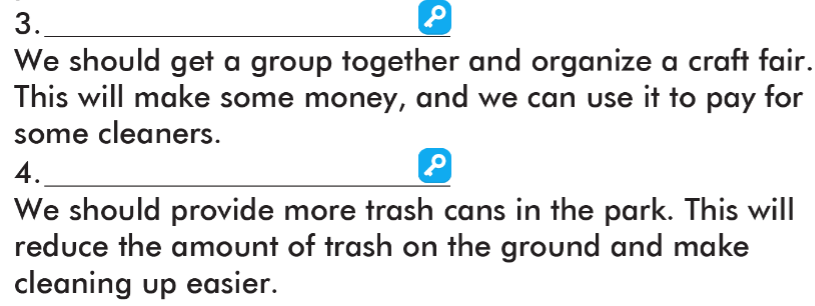 3.
We should get a group together and organize a craft fair.
This will make some money, and we can use it to pay for
some cleaners.
4.
We should provide more trash cans in the park. This will
reduce the amount of trash on the ground and make
cleaning up easier.